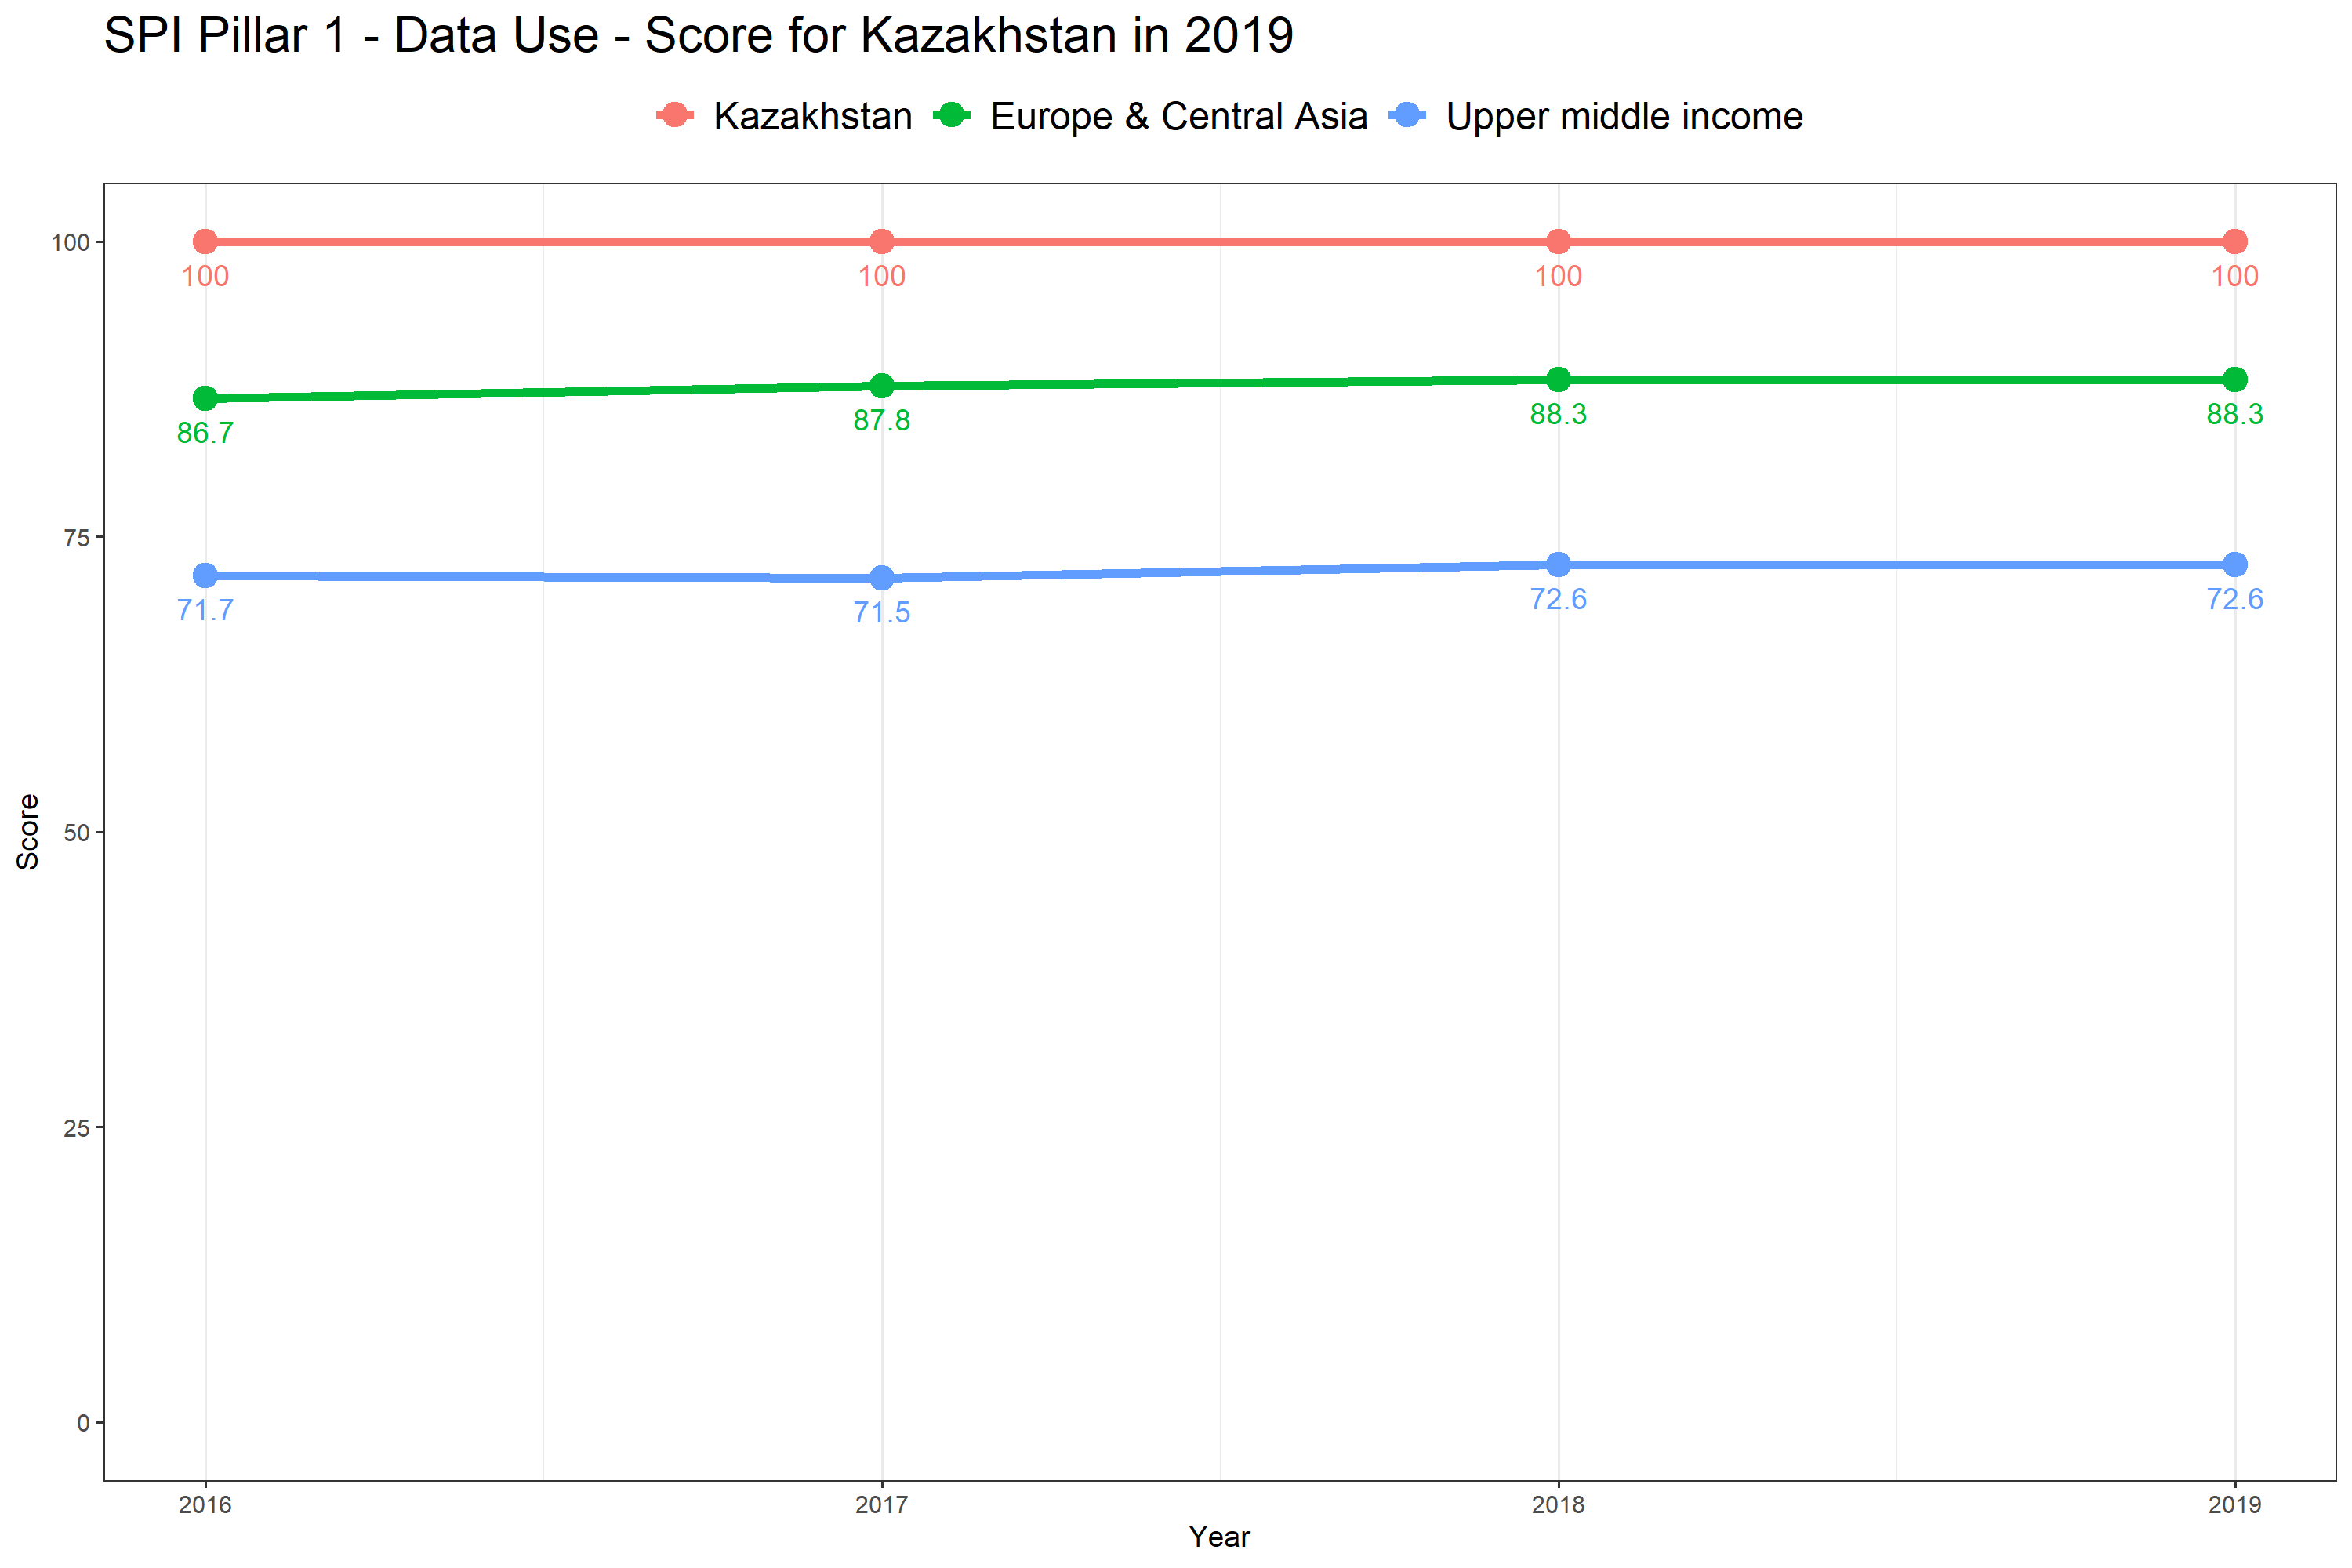 SPI Pillar 1 - Data Use - Score for Kazakhstan in 2019
Kazakhstan Europe & Central Asia Upper middle income
100
100 100 100 100
86.7 87.8 88.3 88.3
75
71.7 71.5 72.6 72.6
50
Score
25
0
2016 2017 2018 2019
Year